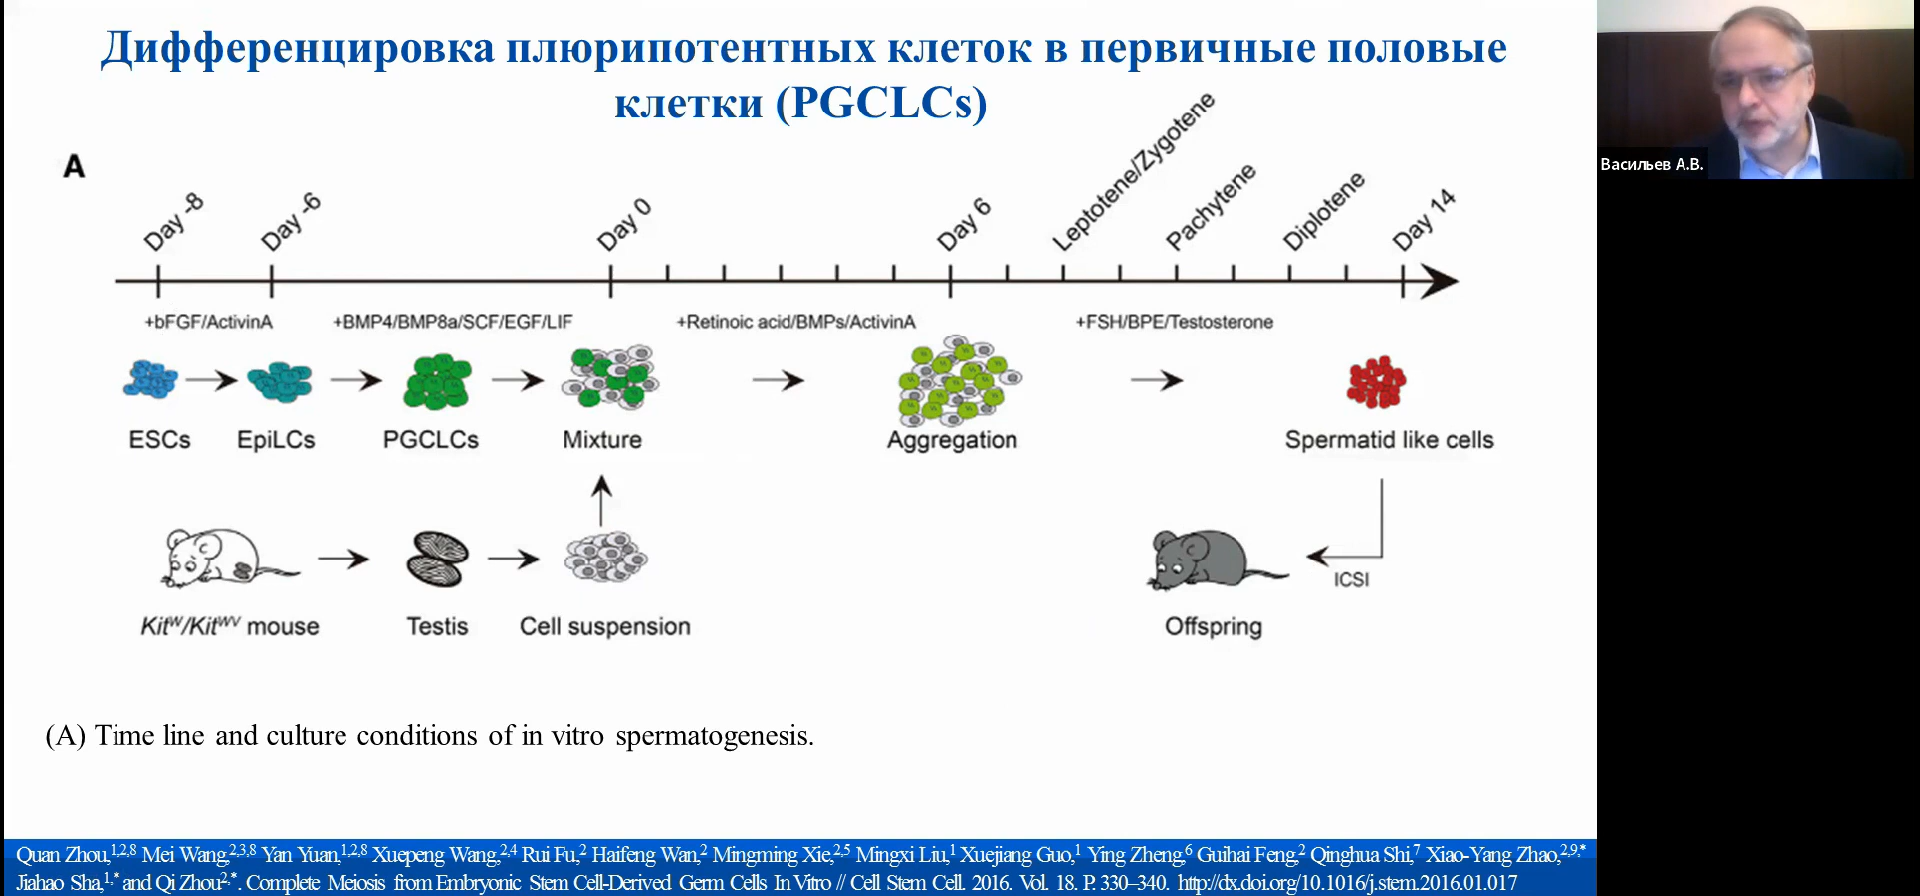 Дифференцировка плюрипотентных клеток в первичные половые
клетки (PGCLCs)
Васильев А.В.
A
Day -8 Day -6 Day 0 Day 6 Leptotene/Zygotene Pachytene Diplotene Day 14
+bFGF/ActivinA +BMP4/BMP8a/SCF/EGF/LIF +Retinoic acid/BMPs/ActivinA +FSH/BPE/Testosterone
ESCs EpiLCs PGCLCs Mixture Aggregation Spermatid like cells
ICSI
Kitᵂ/Kitᵂⱽ mouse Testis Cell suspension Offspring
(A) Time line and culture conditions of in vitro spermatogenesis.
Quan Zhou,1,2,8 Mei Wang,2,3,8 Yan Yuan,1,2,8 Xuepeng Wang,2,4 Rui Fu,2 Haifeng Wan,2 Mingming Xie,2,5 Mingxi Liu,1 Xuejiang Guo,1 Ying Zheng,6 Guihai Feng,2 Qinghua Shi,7 Xiao-Yang Zhao,2,9,*
Jiahao Sha,1,* and Qi Zhou2,*. Complete Meiosis from Embryonic Stem Cell-Derived Germ Cells In Vitro // Cell Stem Cell. 2016. Vol. 18. P. 330–340. http://dx.doi.org/10.1016/j.stem.2016.01.017